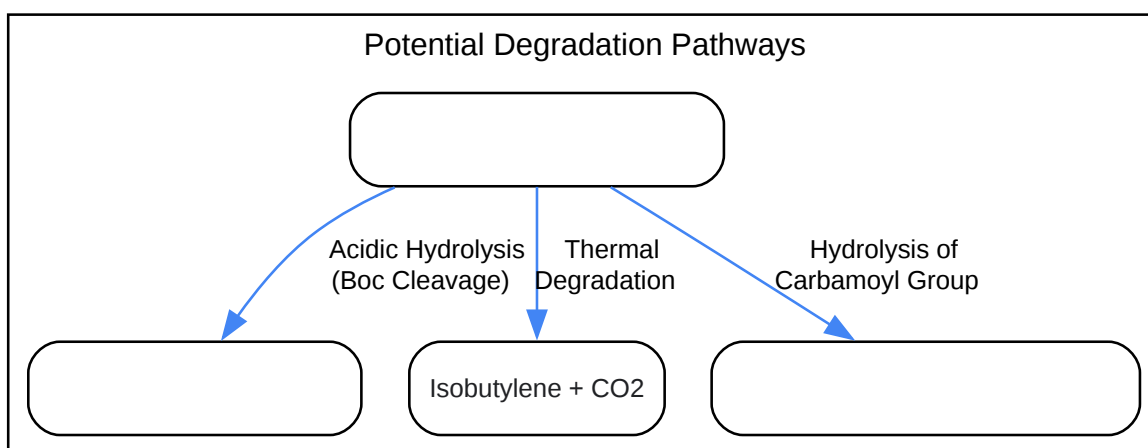 Potential Degradation Pathways
Acidic Hydrolysis
(Boc Cleavage)
Thermal
Degradation
Hydrolysis of
Carbamoyl Group
Isobutylene + CO2